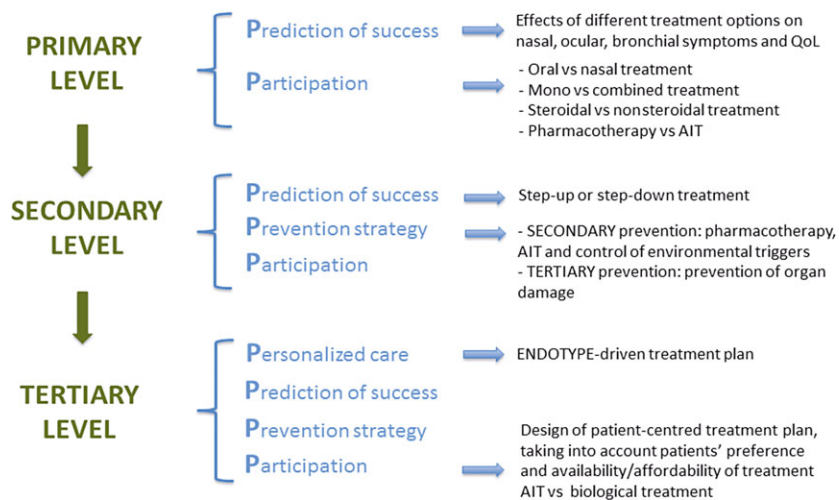 PRIMARY
LEVEL
Prediction of success
Effects of different treatment options on
nasal, ocular, bronchial symptoms and QoL
Participation
- Oral vs nasal treatment
- Mono vs combined treatment
- Steroidal vs nonsteroidal treatment
- Pharmacotherapy vs AIT
SECONDARY
LEVEL
Prediction of success
Step-up or step-down treatment
Prevention strategy
- SECONDARY prevention: pharmacotherapy,
AIT and control of environmental triggers
- TERTIARY prevention: prevention of organ
damage
Participation
TERTIARY
LEVEL
Personalized care
ENDOTYPE-driven treatment plan
Prediction of success
Prevention strategy
Participation
Design of patient-centred treatment plan,
taking into account patients' preference
and availability/affordability of treatment
AIT vs biological treatment